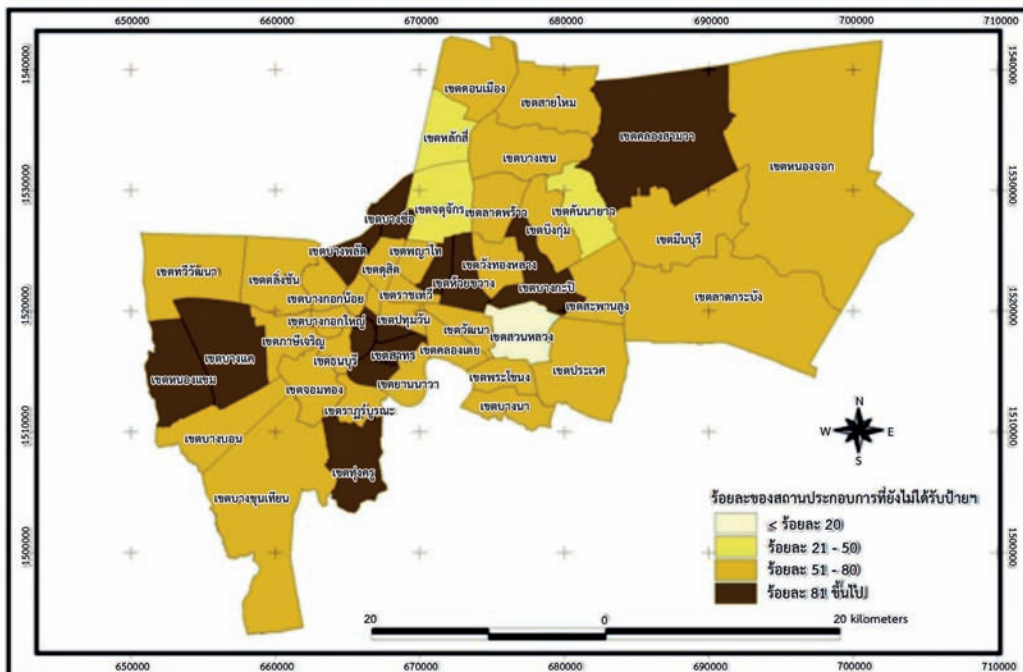 650000 660000 670000 680000 690000 700000 710000
1540000 1540000
เขตดอนเมือง
เขตสายไหม
เขตหลักสี่
เขตคลองสามวา
เขตบางเขน
เขตหนองจอก
1530000 1530000
เขตบางซื่อ เขตจตุจักร เขตลาดพร้าว เขตคันนายาว
เขตบึงกุ่ม
เขตมีนบุรี
เขตบางพลัด เขตพญาไท
เขตทวีวัฒนา เขตตลิ่งชัน เขตดุสิต เขตวังทองหลาง
เขตห้วยขวาง เขตบางกะปิ
เขตบางกอกน้อย เขตราชเทวี เขตสะพานสูง เขตลาดกระบัง
1520000 1520000
เขตบางกอกใหญ่ เขตปทุมวัน เขตวัฒนา เขตสวนหลวง
เขตภาษีเจริญ เขตสาทร เขตคลองเตย
เขตบางแค เขตธนบุรี
เขตหนองแขม เขตจอมทอง เขตยานนาวา เขตพระโขนง เขตประเวศ
เขตราฎร์บูรณะ เขตบางนา
1510000 1510000
เขตบางบอน
เขตทุ่งครุ
เขตบางขุนเทียน
N
W E
S
1500000 1500000
ร้อยละของสถานประกอบการที่ยังไม่ได้รับป้ายฯ
≤ ร้อยละ 20
ร้อยละ 21 - 50
ร้อยละ 51 - 80
ร้อยละ 81 ขึ้นไป
20 0 20 kilometers
650000 660000 670000 680000 690000 700000 710000